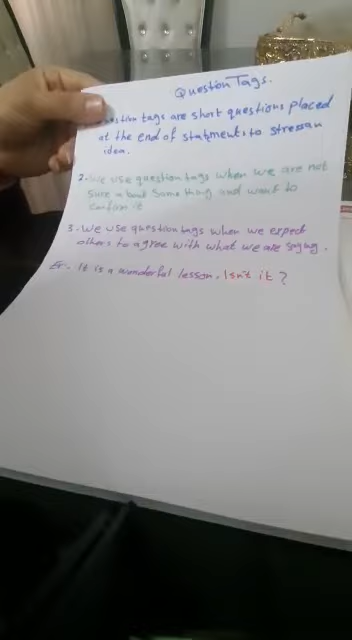 Question Tags.
estion tags are short questions placed
at the end of statments to stress an
idea.
2. We use question tags when we are not
sure about something and want to
confirm it
3. We use question tags when we expect
others to agree with what we are saying.
Ex. It is a wonderful lesson. Isn't it?